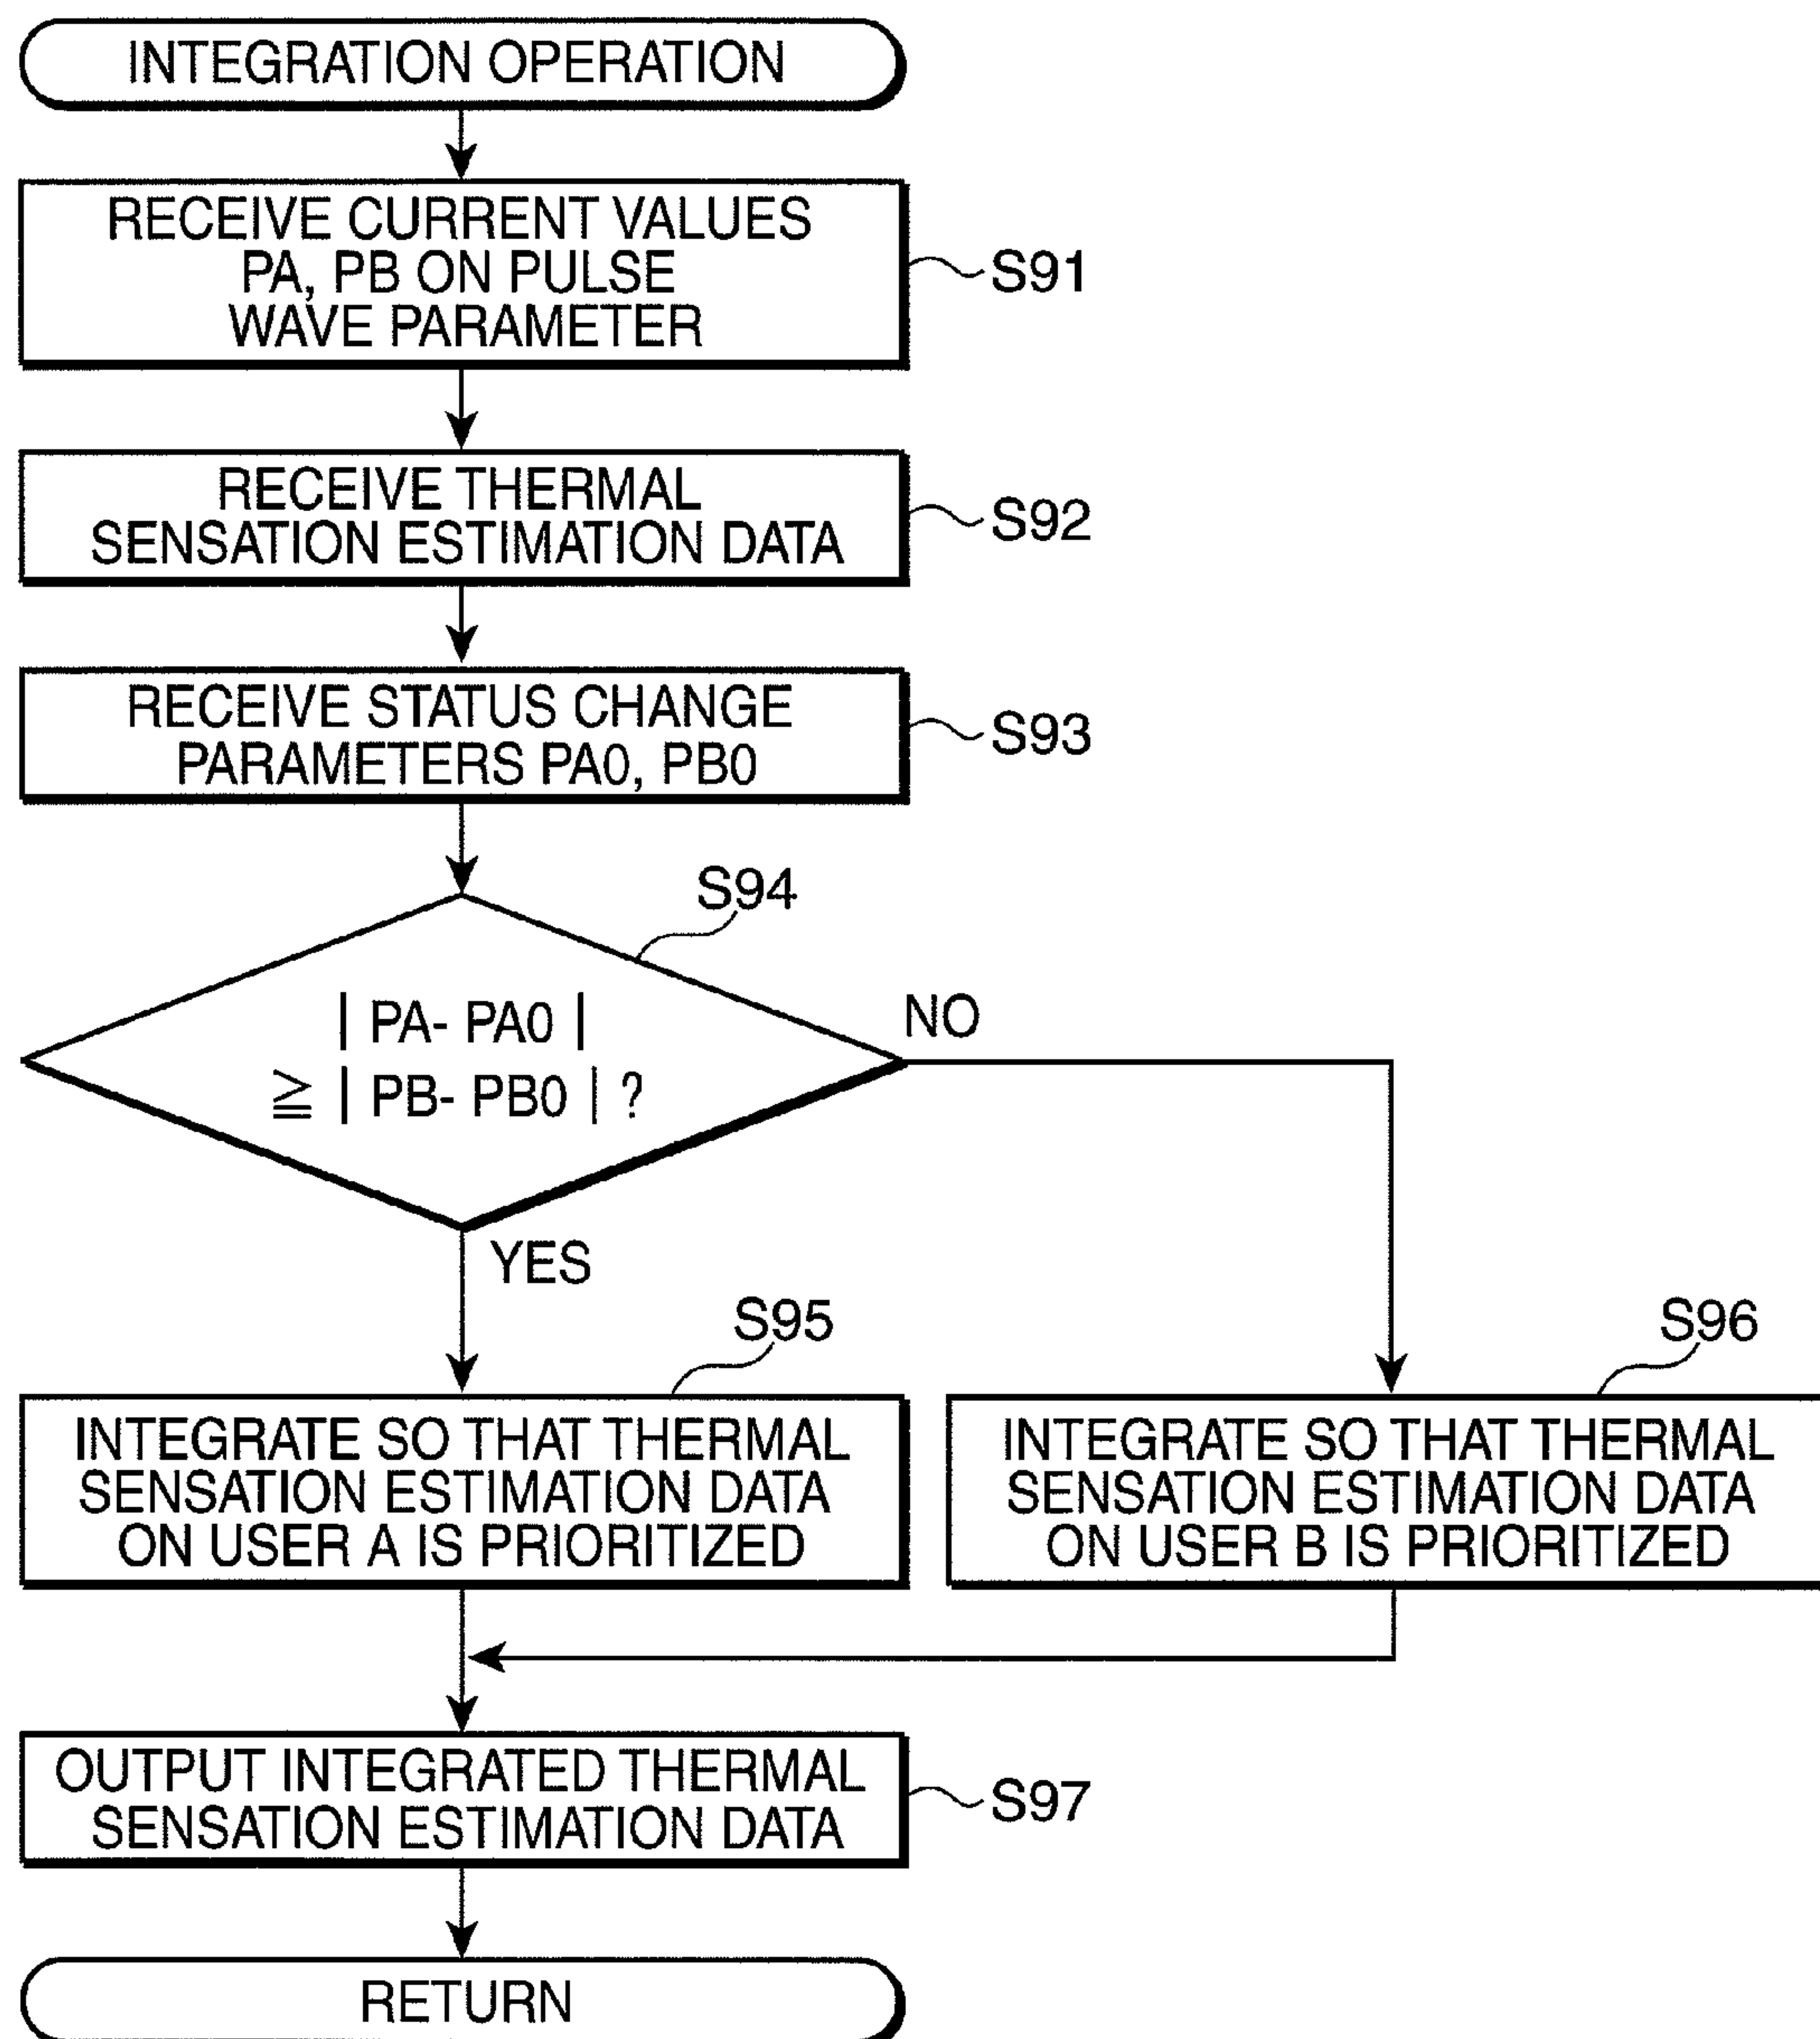 INTEGRATION OPERATION
RECEIVE CURRENT VALUES
PA, PB ON PULSE
WAVE PARAMETER
S91
RECEIVE THERMAL
SENSATION ESTIMATION DATA
S92
RECEIVE STATUS CHANGE
PARAMETERS PA0, PB0
S93
S94
| PA- PA0 |
≧ | PB- PB0 | ?
NO
YES
S95
INTEGRATE SO THAT THERMAL
SENSATION ESTIMATION DATA
ON USER A IS PRIORITIZED
S96
INTEGRATE SO THAT THERMAL
SENSATION ESTIMATION DATA
ON USER B IS PRIORITIZED
OUTPUT INTEGRATED THERMAL
SENSATION ESTIMATION DATA
S97
RETURN